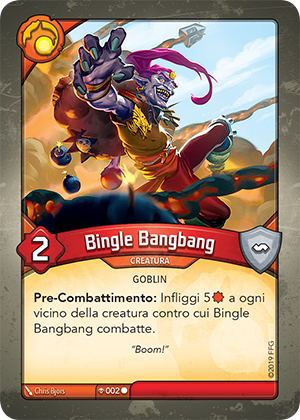 2
Bingle Bangbang
CREATURA
GOBLIN
Pre-Combattimento: Infliggi 5 a ogni
vicino della creatura contro cui Bingle
Bangbang combatte.
“Boom!”
©2019 FFG
Chris Bjors
002